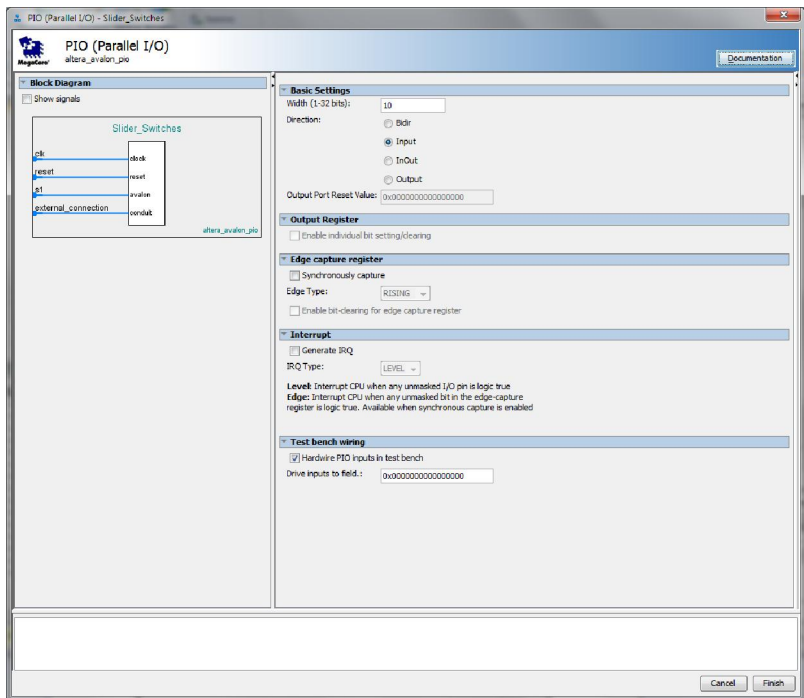 PIO (Parallel I/O) - Slider_Switches
PIO (Parallel I/O)
altera_avalon_pio
MegaCore'
Documentation
Block Diagram
Show signals
Slider_Switches
clk
clock
reset
reset
s1
avalon
external_connection
conduit
altera_avalon_pio
Basic Settings
Width (1-32 bits):
10
Direction:
Bidir
Input
InOut
Output
Output Port Reset Value:
0x0000000000000000
Output Register
Enable individual bit setting/clearing
Edge capture register
Synchronously capture
Edge Type:
RISING
Enable bit-clearing for edge capture register
Interrupt
Generate IRQ
IRQ Type:
LEVEL
Level: Interrupt CPU when any unmasked I/O pin is logic true
Edge: Interrupt CPU when any unmasked bit in the edge-capture
register is logic true. Available when synchronous capture is enabled
Test bench wiring
Hardwire PIO inputs in test bench
Drive inputs to field.:
0x0000000000000000
Cancel
Finish